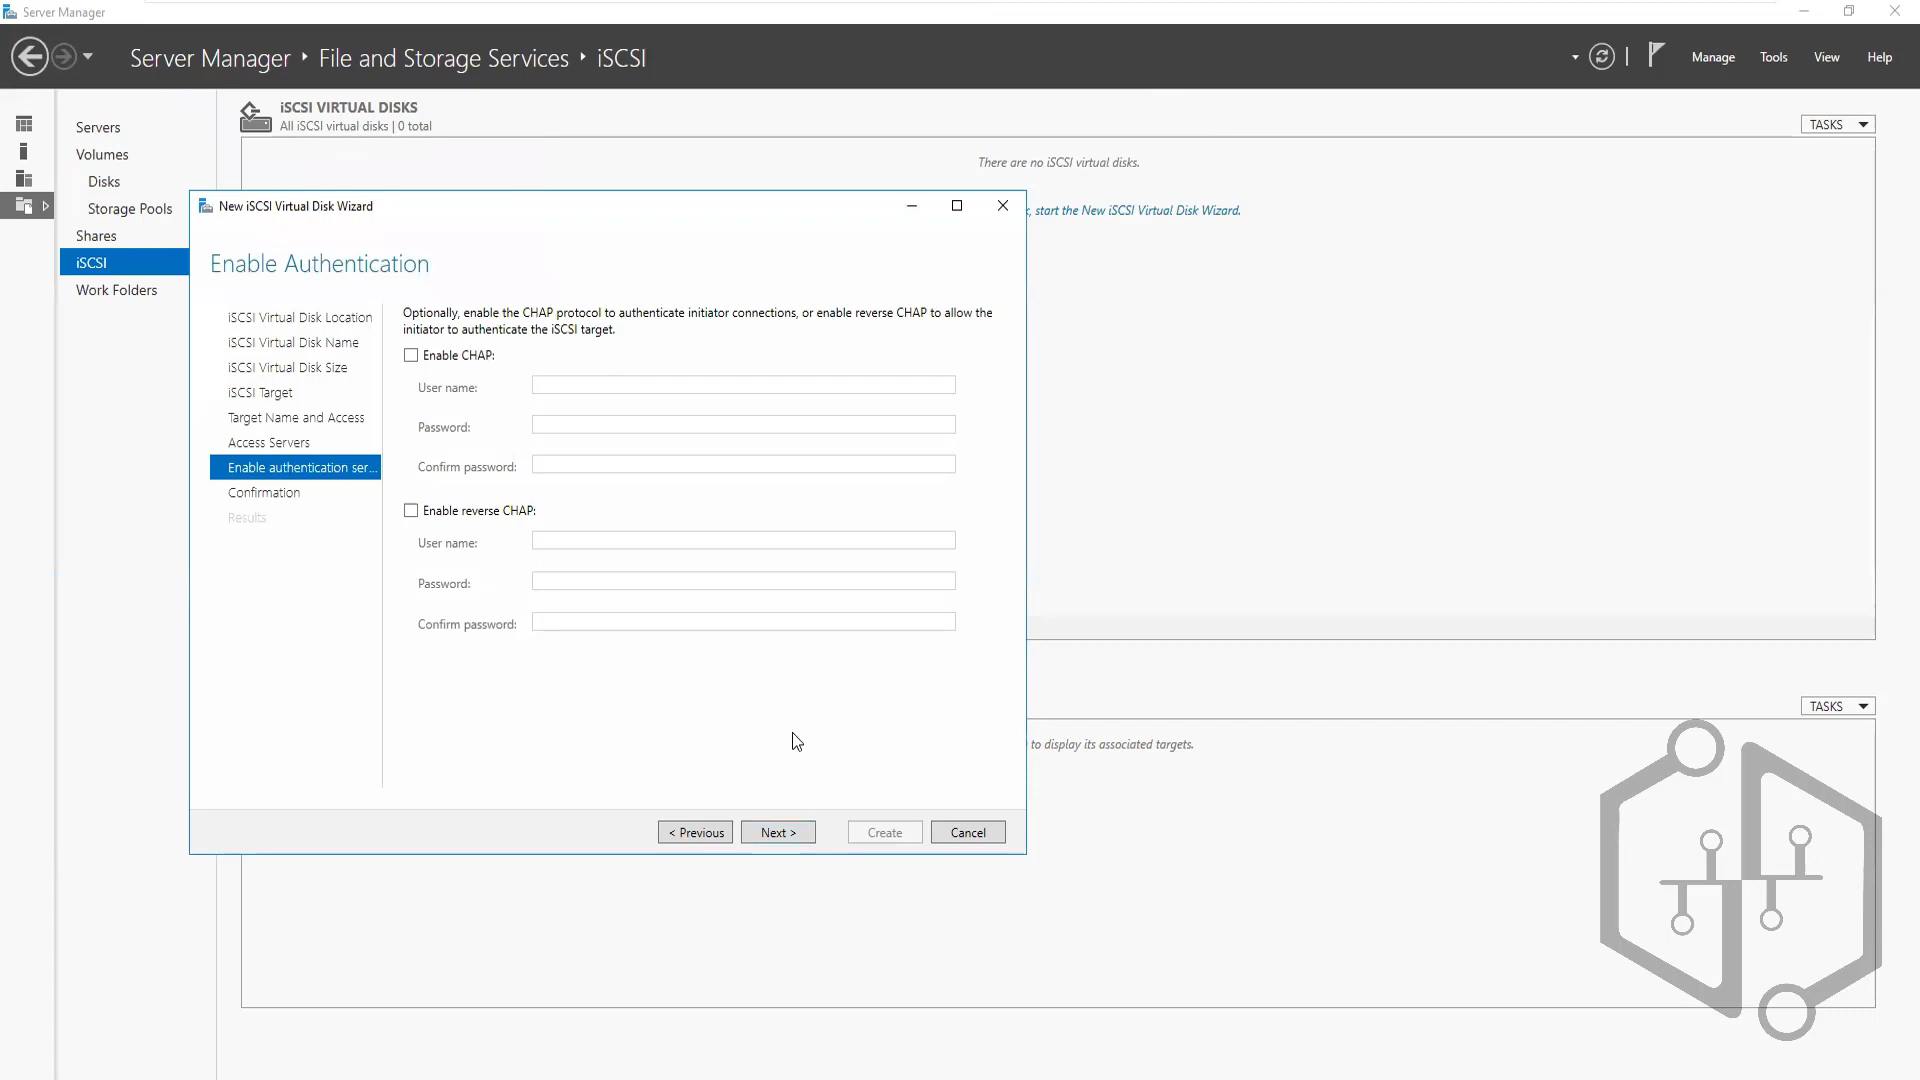 Server Manager
Server Manager ‣ File and Storage Services ‣ iSCSI
Manage Tools View Help
Servers
Volumes
Disks
Storage Pools
Shares
iSCSI
Work Folders
iSCSI VIRTUAL DISKS
All iSCSI virtual disks | 0 total
TASKS
There are no iSCSI virtual disks.
, start the New iSCSI Virtual Disk Wizard.
New iSCSI Virtual Disk Wizard
Enable Authentication
iSCSI Virtual Disk Location
iSCSI Virtual Disk Name
iSCSI Virtual Disk Size
iSCSI Target
Target Name and Access
Access Servers
Enable authentication ser...
Confirmation
Results
Optionally, enable the CHAP protocol to authenticate initiator connections, or enable reverse CHAP to allow the
initiator to authenticate the iSCSI target.
Enable CHAP:
User name:
Password:
Confirm password:
Enable reverse CHAP:
User name:
Password:
Confirm password:
< Previous
Next >
Create
Cancel
TASKS
to display its associated targets.